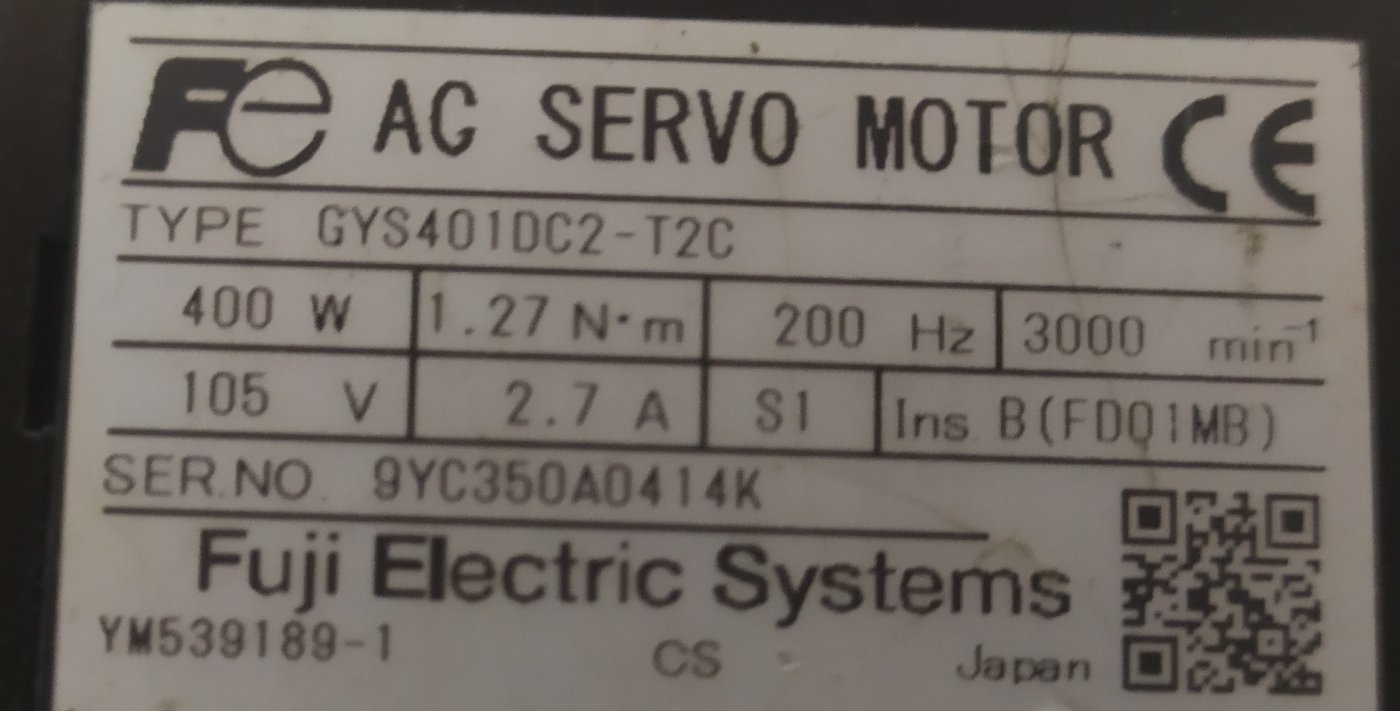 Fe AC SERVO MOTOR CE
TYPE GYS401DC2-T2C
400 W 1.27 N·m 200 Hz 3000 min⁻¹
105 V 2.7 A S1 Ins. B(FDQ1MB)
SER.NO. 9YC350A0414K
Fuji Electric Systems
YM539189-1 CS Japan